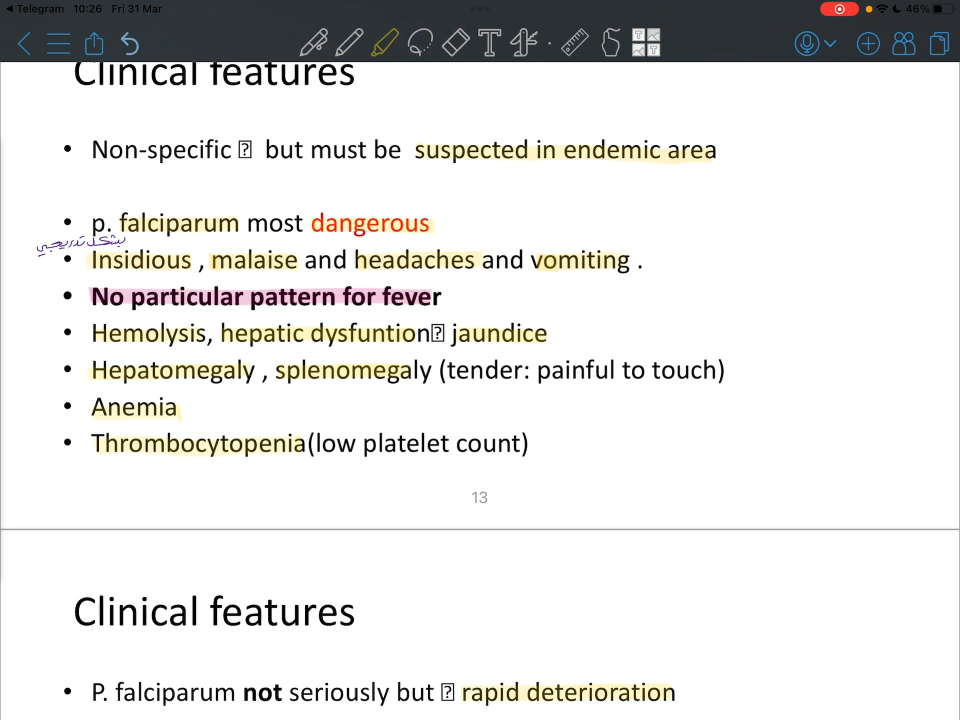 Telegram 10:26 Fri 31 Mar 46%
Clinical features
• Non-specific but must be suspected in endemic area
• p. falciparum most dangerous
بشكل تدريجي
• Insidious , malaise and headaches and vomiting .
• No particular pattern for fever
• Hemolysis, hepatic dysfuntion jaundice
• Hepatomegaly , splenomegaly (tender: painful to touch)
• Anemia
• Thrombocytopenia(low platelet count)
13
Clinical features
• P. falciparum not seriously but rapid deterioration